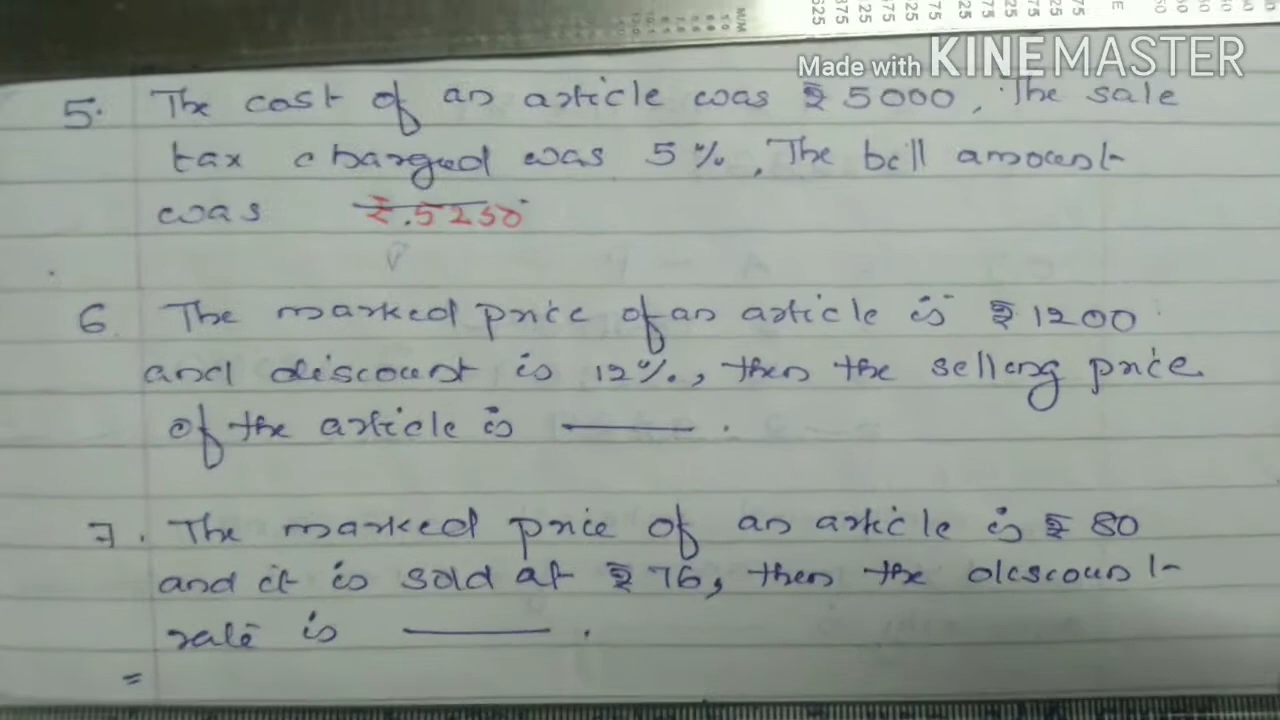 Made with KINEMASTER
5. The cost of an article was ₹ 5000, The sale
tax charged was 5%, The bill amount
was ₹.5250
6 The marked price of an article is ₹ 1200
and discount is 12%, then the selling price
of the article is ——— .
7. The marked price of an article is ₹ 80
and it is sold at ₹ 76, then the discount
rate is ——— .
=